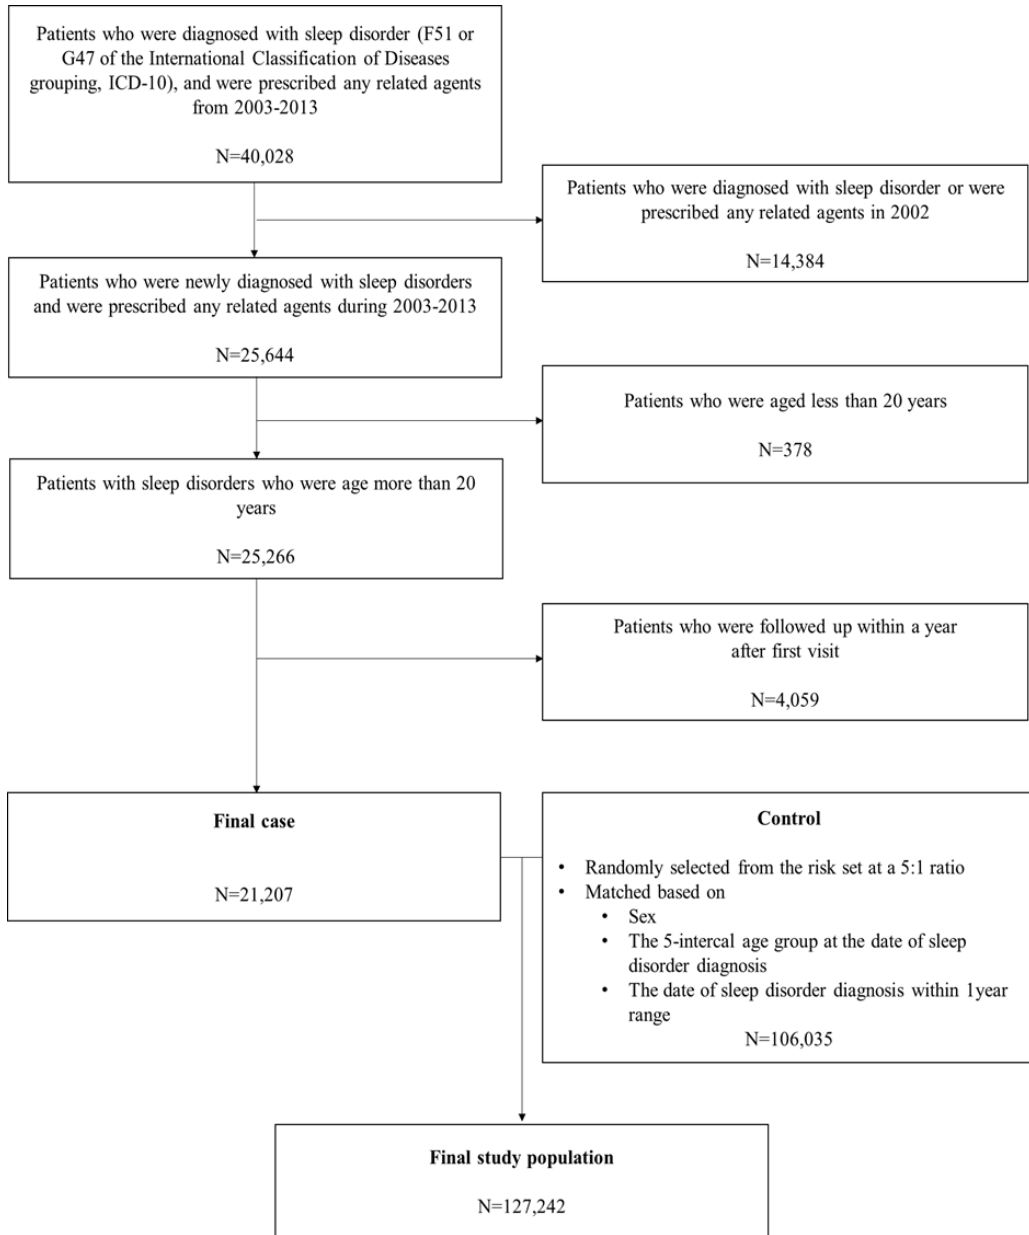 Patients who were diagnosed with sleep disorder (F51 or
G47 of the International Classification of Diseases
grouping, ICD-10), and were prescribed any related agents
from 2003-2013
N=40,028
Patients who were diagnosed with sleep disorder or were
prescribed any related agents in 2002
N=14,384
Patients who were newly diagnosed with sleep disorders
and were prescribed any related agents during 2003-2013
N=25,644
Patients who were aged less than 20 years
N=378
Patients with sleep disorders who were age more than 20
years
N=25,266
Patients who were followed up within a year
after first visit
N=4,059
Final case
N=21,207
Control
• Randomly selected from the risk set at a 5:1 ratio
• Matched based on
• Sex
• The 5-intercal age group at the date of sleep
disorder diagnosis
• The date of sleep disorder diagnosis within 1year
range
N=106,035
Final study population
N=127,242